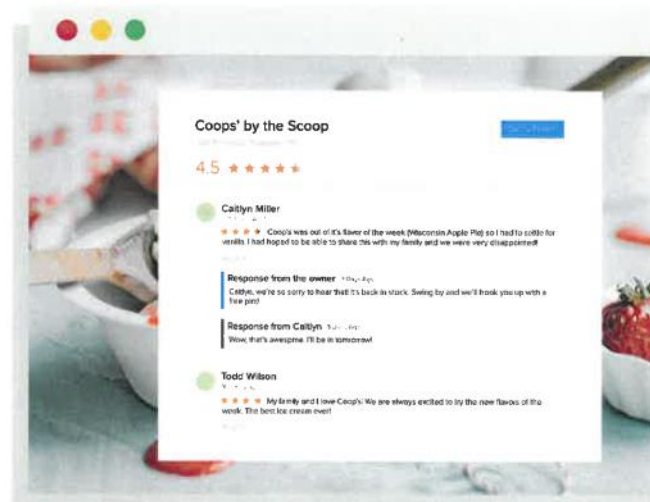 Coops' by the Scoop
4.5
Caitlyn Miller
Coop's was out of it's flavor of the week (Wisconsin Apple Pie) so I had to settle for
vanilla. I had hoped to be able to share this with my family and we were very disappointed!
Response from the owner
Caitlyn, we're so sorry to hear that! It's back in stock. Swing by and we'll hook you up with a
free pint!
Response from Caitlyn
Wow, that's awesome. I'll be in tomorrow!
Todd Wilson
My family and I love Coop's! We are always excited to try the new flavors of the
week. The best ice cream ever!